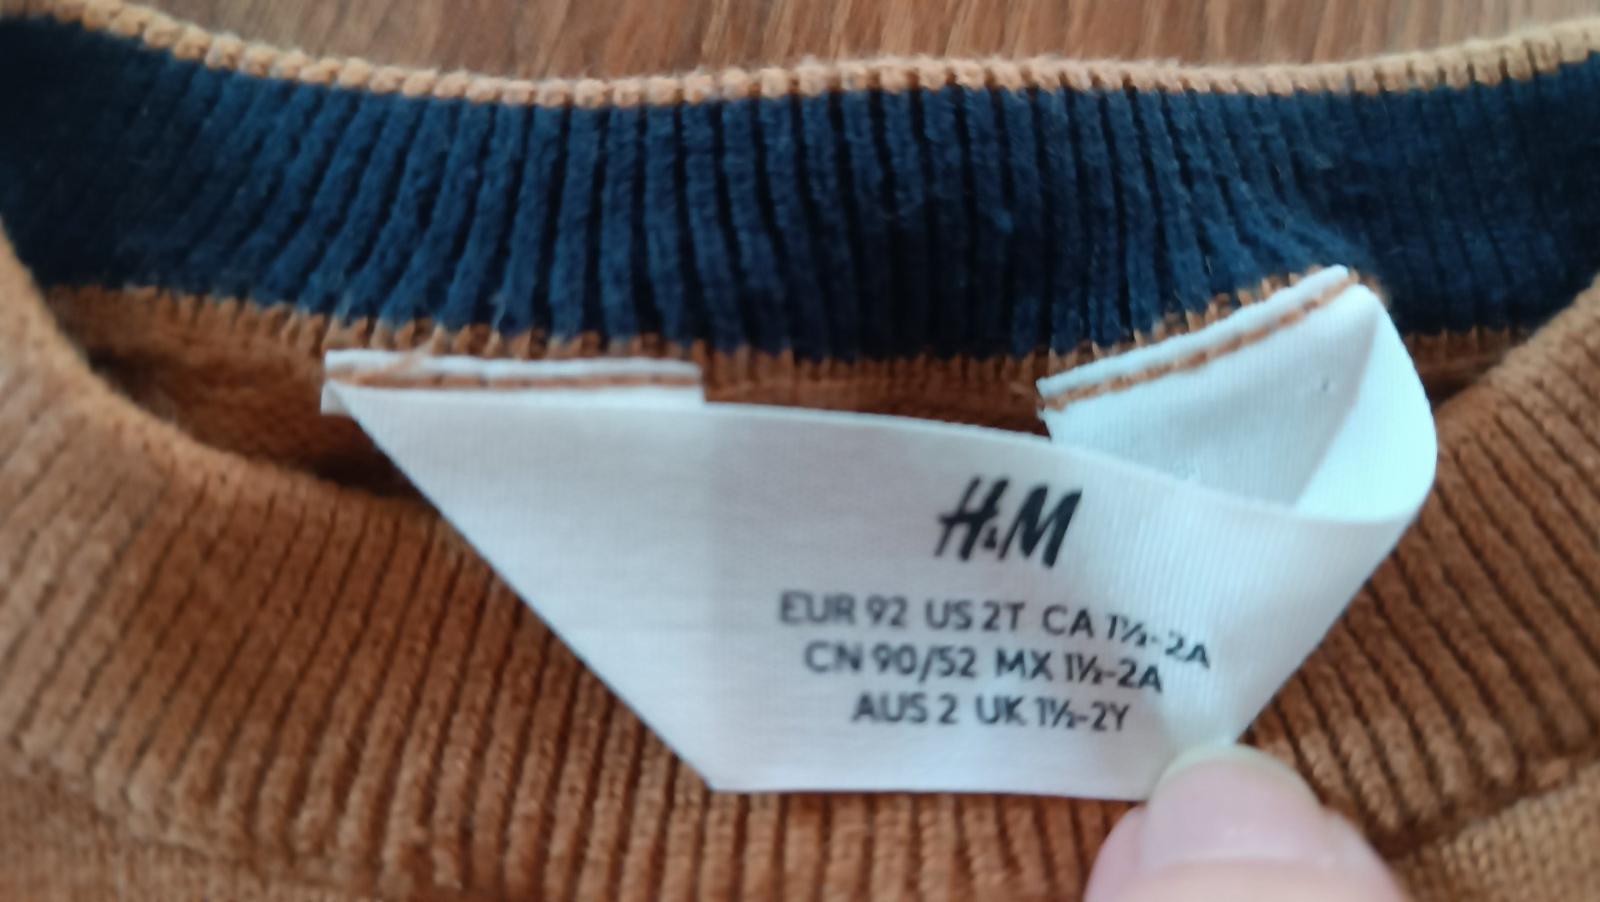 H&M
EUR 92 US 2T CA 1½-2A
CN 90/52 MX 1½-2A
AUS 2 UK 1½-2Y